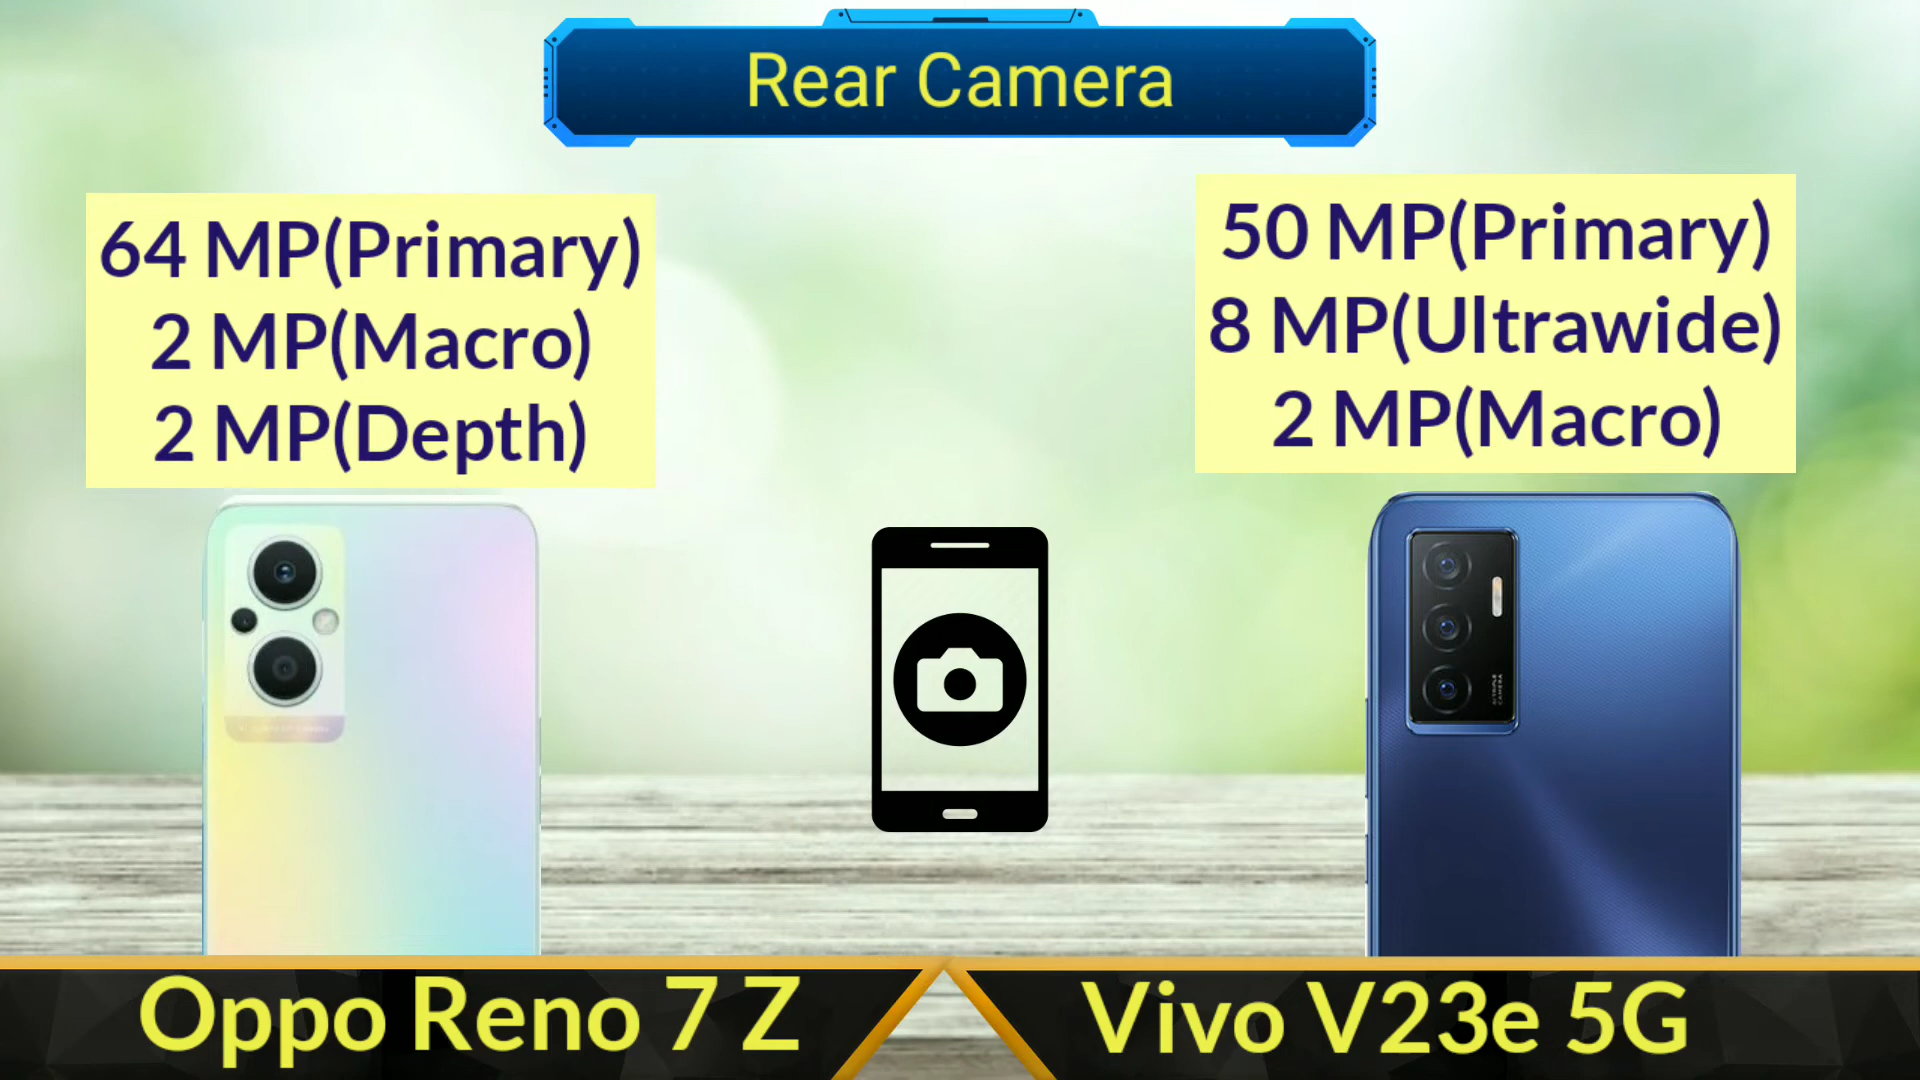 Rear Camera
64 MP(Primary)
2 MP(Macro)
2 MP(Depth)
50 MP(Primary)
8 MP(Ultrawide)
2 MP(Macro)
Oppo Reno 7 Z
Vivo V23e 5G